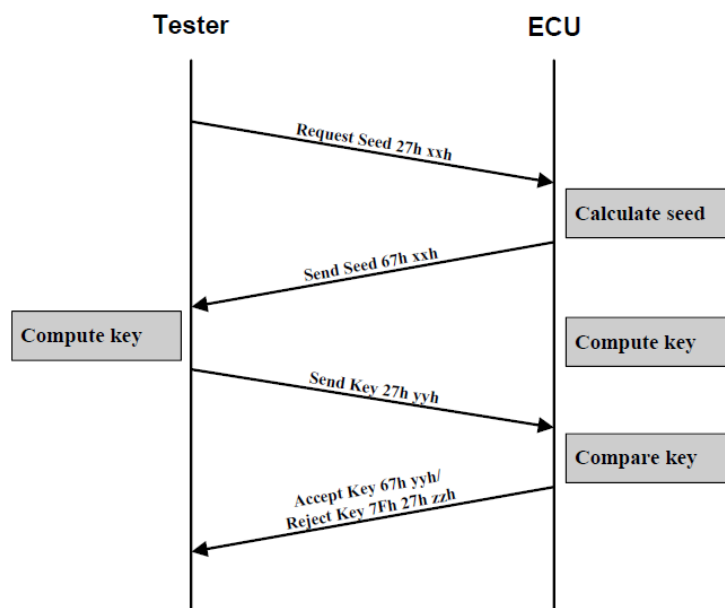 Tester
ECU
Request Seed 27h xxh
Calculate seed
Send Seed 67h xxh
Compute key
Compute key
Send Key 27h yyh
Compare key
Accept Key 67h yyh/
Reject Key 7Fh 27h zzh